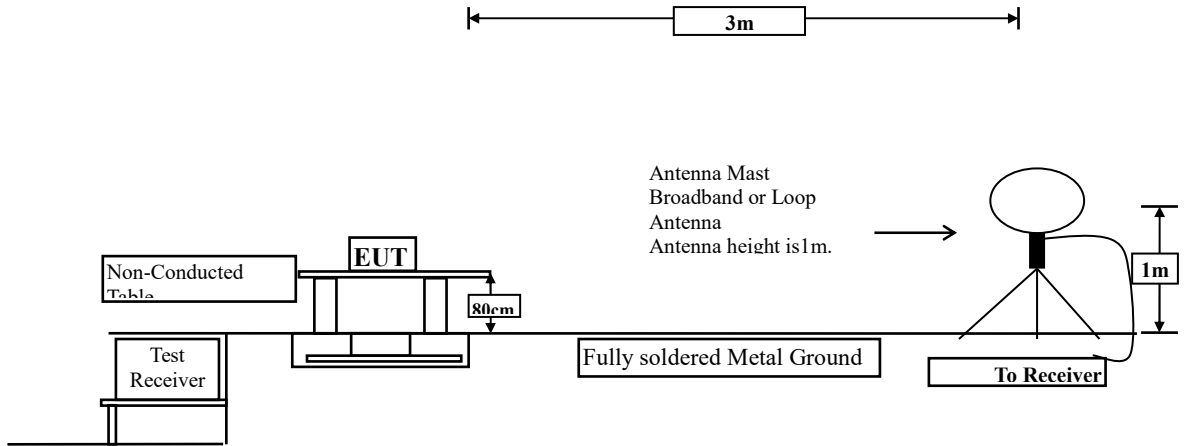 3m
Antenna Mast
Broadband or Loop
Antenna
Antenna height is1m.
EUT
Non-Conducted
Table
80cm
1m
Test
Receiver
Fully soldered Metal Ground
To Receiver